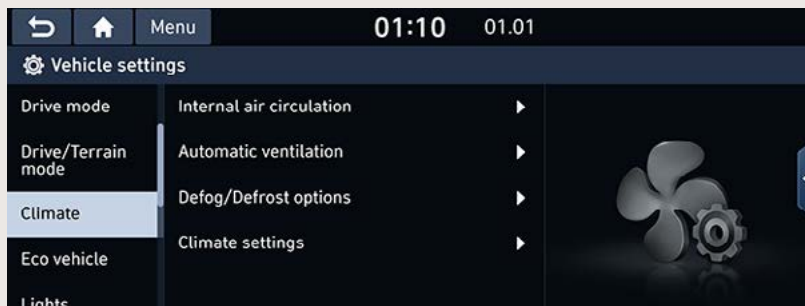 Menu 01:10 01.01
Vehicle settings
Drive mode
Drive/Terrain
mode
Climate
Eco vehicle
Lights
Internal air circulation
Automatic ventilation
Defog/Defrost options
Climate settings